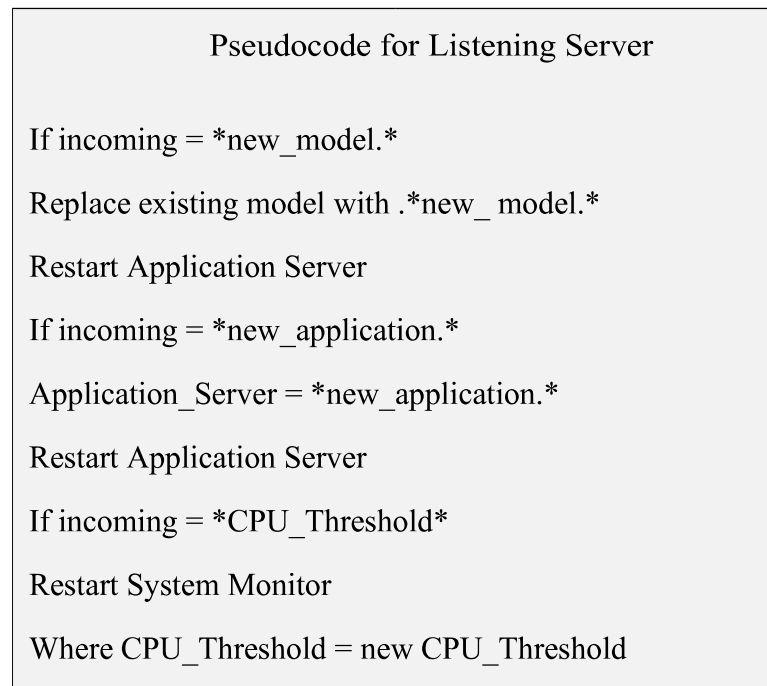 Pseudocode for Listening Server
If incoming = *new_model.*
Replace existing model with .*new_ model.*
Restart Application Server
If incoming = *new_application.*
Application_Server = *new_application.*
Restart Application Server
If incoming = *CPU_Threshold*
Restart System Monitor
Where CPU_Threshold = new CPU_Threshold